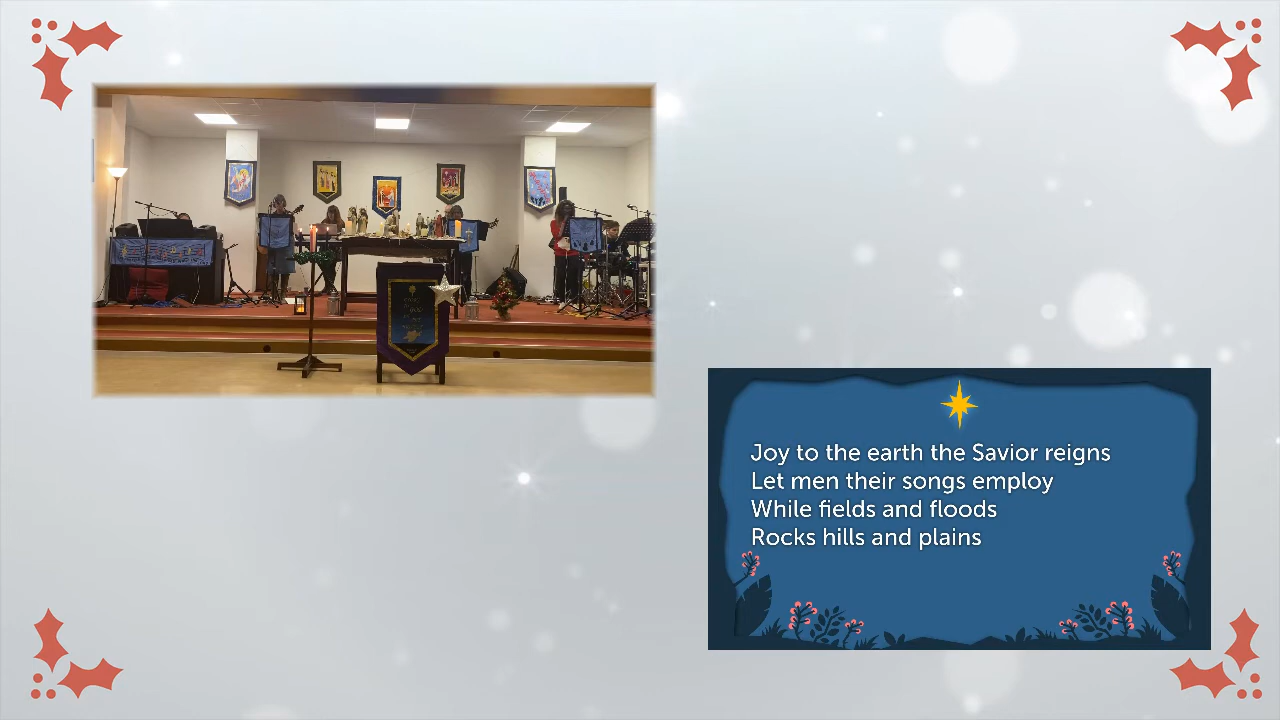 Joy to the earth the Savior reigns
Let men their songs employ
While fields and floods
Rocks hills and plains